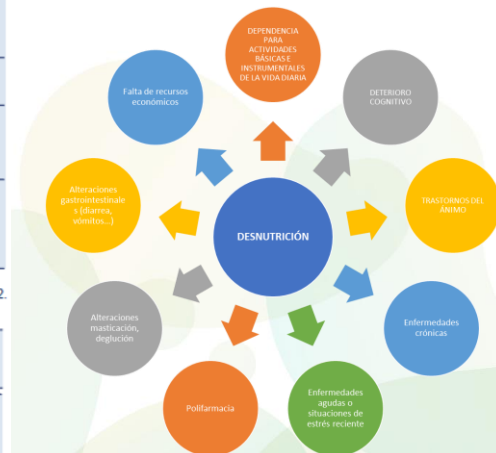 DEPENDENCIA
PARA
ACTIVIDADES
BÁSICAS E
INSTRUMENTALES
DE LA VIDA DIARIA
DETERIORO
COGNITIVO
TRASTORNOS DEL
ÁNIMO
Enfermedades
crónicas
Enfermedades
agudas o
situaciones de
estrés reciente
Polifarmacia
Alteraciones
masticación,
deglución
Alteraciones
gastrointestinale
s (diarrea,
vómitos...)
Falta de recursos
económicos
DESNUTRICIÓN
2.